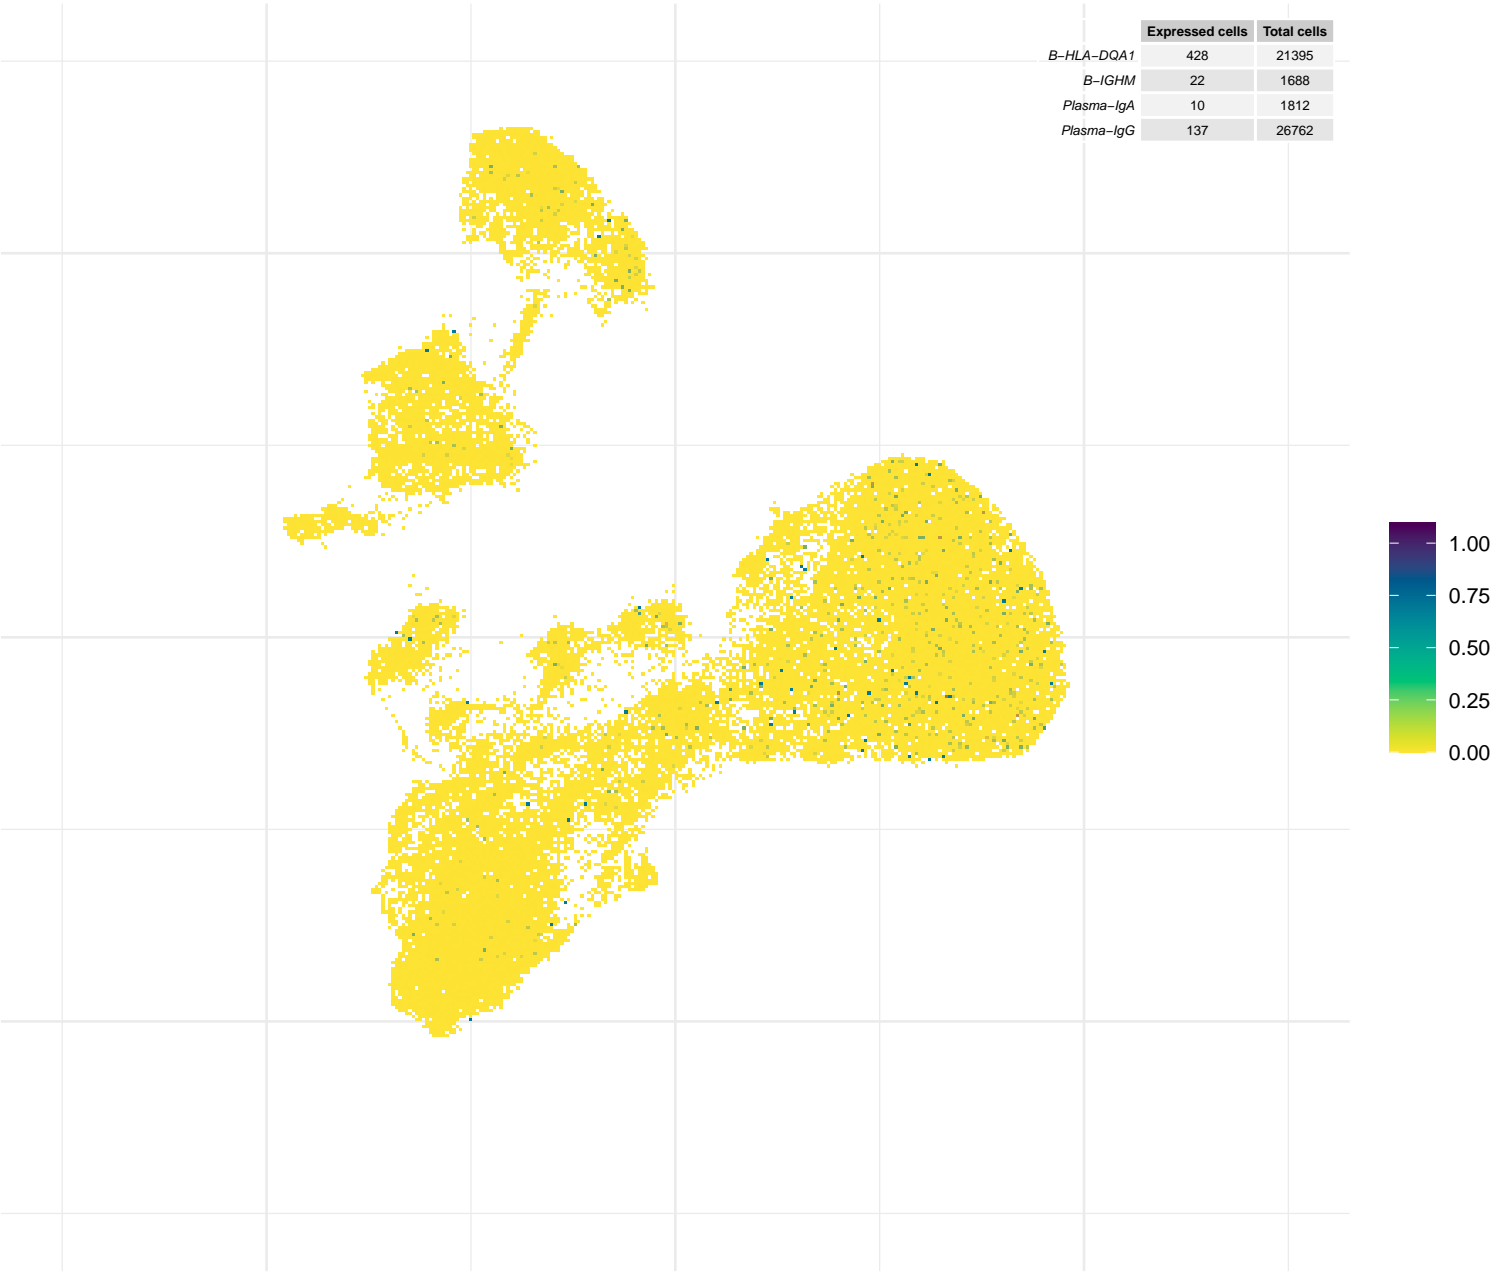 Expressed cells Total cells
B−HLA−DQA1 428 21395
B−IGHM 22 1688
Plasma−IgA 10 1812
Plasma−IgG 137 26762
1.00
0.75
0.50
0.25
0.00